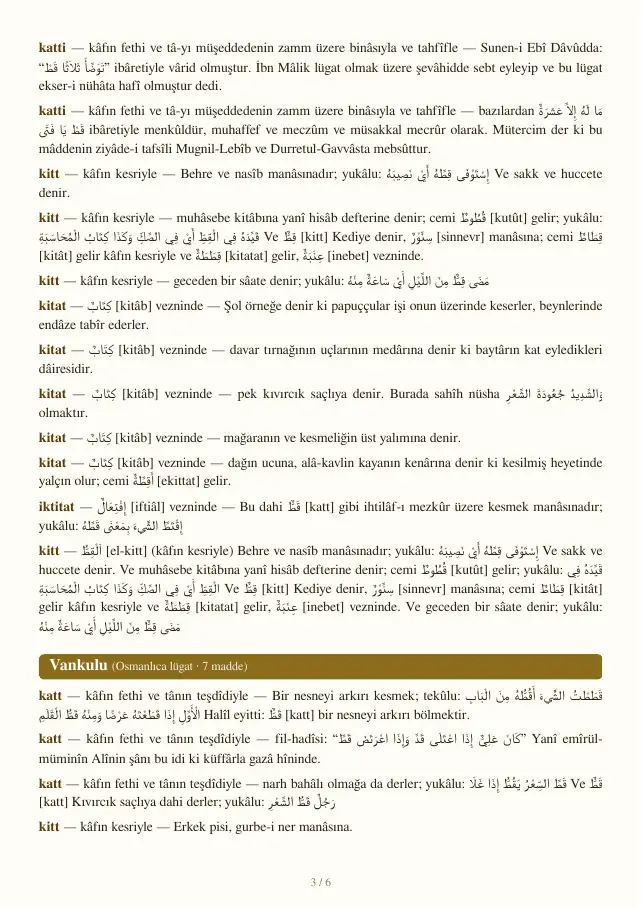 katti — kâfın fethi ve tâ-yı müşeddedenin zamm üzere binâsıyla ve tahfîfle — Sunen-i Ebî Dâvûdda:
“تَوَضَّأَ ثَلَاثًا قَطُ” ibâretiyle vârid olmuştur. İbn Mâlik lügat olmak üzere şevâhidde sebt eyleyip ve bu lügat
ekser-i nühâta hafî olmuştur dedi.
katti — kâfın fethi ve tâ-yı müşeddedenin zamm üzere binâsıyla ve tahfîfle — bazılardan مَا لَهُ إِلاَّ عَشَرَةٌ
قَطْ يَا فَتَى ibâretiyle menkûldür, muhaffef ve meczûm ve müsakkal mecrûr olarak. Mütercim der ki bu
mâddenin ziyâde-i tafsîli Mugnil-Lebîb ve Durretul-Gavvâsta mebsûttur.
kitt — kâfın kesriyle — Behre ve nasîb manâsınadır; yukâlu: إِسْتَوْفَى قِطَّهُ أَيْ نَصِيبَهُ Ve sakk ve huccete
denir.
kitt — kâfın kesriyle — muhâsebe kitâbına yanî hisâb defterine denir; cemi قُطُوطٌ [kutût] gelir; yukâlu:
قَيَّدَهُ فِي الْقِطِّ أَيْ فِي الصَّكِّ وَكَذَا كِتَابُ الْمُحَاسَبَةِ Ve قِطٌّ [kitt] Kediye denir, سِنَّوْرٌ [sinnevr] manâsına; cemi قِطَاطٌ
[kitât] gelir kâfın kesriyle ve قِطَطَةٌ [kitatat] gelir, عِنَبَةٌ [inebet] vezninde.
kitt — kâfın kesriyle — geceden bir sâate denir; yukâlu: مَضَى قِطٌّ مِنَ اللَّيْلِ أَيْ سَاعَةٌ مِنْهُ
kitat — كِتَابٌ [kitâb] vezninde — Şol örneğe denir ki papuççular işi onun üzerinde keserler, beynlerinde
endâze tabîr ederler.
kitat — كِتَابٌ [kitâb] vezninde — davar tırnağının uçlarının medârına denir ki baytârın kat eyledikleri
dâiresidir.
kitat — كِتَابٌ [kitâb] vezninde — pek kıvırcık saçlıya denir. Burada sahîh nüsha وَالشَّدِيدُ جُعُودَةَ الشَّعْرِ
olmaktır.
kitat — كِتَابٌ [kitâb] vezninde — mağaranın ve kesmeliğin üst yalımına denir.
kitat — كِتَابٌ [kitâb] vezninde — dağın ucuna, alâ-kavlin kayanın kenârına denir ki kesilmiş heyetinde
yalçın olur; cemi أَقِطَّةٌ [ekittat] gelir.
iktitat — إِفْتِعَالٌ [iftiâl] vezninde — Bu dahi قَطٌّ [katt] gibi ihtilâf-ı mezkûr üzere kesmek manâsınadır;
yukâlu: إِقْتَطَّ الشَّيْءَ بِمَعْنَى قَطَّهُ
kitt — اَلْقِطُّ [el-kitt] (kâfın kesriyle) Behre ve nasîb manâsınadır; yukâlu: إِسْتَوْفَى قِطَّهُ أَيْ نَصِيبَهُ Ve sakk ve
huccete denir. Ve muhâsebe kitâbına yanî hisâb defterine denir; cemi قُطُوطٌ [kutût] gelir; yukâlu: قَيَّدَهُ فِي
الْقِطِّ أَيْ فِي الصَّكِّ وَكَذَا كِتَابُ الْمُحَاسَبَةِ Ve قِطٌّ [kitt] Kediye denir, سِنَّوْرٌ [sinnevr] manâsına; cemi قِطَاطٌ [kitât]
gelir kâfın kesriyle ve قِطَطَةٌ [kitatat] gelir, عِنَبَةٌ [inebet] vezninde. Ve geceden bir sâate denir; yukâlu:
مَضَى قِطٌّ مِنَ اللَّيْلِ أَيْ سَاعَةٌ مِنْهُ
Vankulu (Osmanlıca lügat · 7 madde)
katt — kâfın fethi ve tânın teşdîdiyle — Bir nesneyi arkırı kesmek; tekûlu: قَطَطْتُ الشَّيْءَ أَقُطُّهُ مِنَ الْبَابِ
الْأَوَّلِ إِذَا قَطَعْتَهُ عَرْضًا وَمِنْهُ قَطُّ الْقَلَمِ Halîl eyitti: قَطٌّ [katt] bir nesneyi arkırı bölmektir.
katt — kâfın fethi ve tânın teşdîdiyle — fil-hadîsi: “كَانَ عَلِيٌّ إِذَا اعْتَلَى قَدَّ وَإِذَا اعْتَرَضَ قَطَّ” Yanî emîrül-
müminîn Alînin şânı bu idi ki küffârla gazâ hîninde.
katt — kâfın fethi ve tânın teşdîdiyle — narh bahâlı olmağa da derler; yukâlu: قَطَّ السِّعْرُ يَقُطُّ إِذَا غَلَا Ve قَطٌّ
[katt] Kıvırcık saçlıya dahi derler; yukâlu: رَجُلٌ قَطُّ الشَّعْرِ
kitt — kâfın kesriyle — Erkek pisi, gurbe-i ner manâsına.
3 / 6